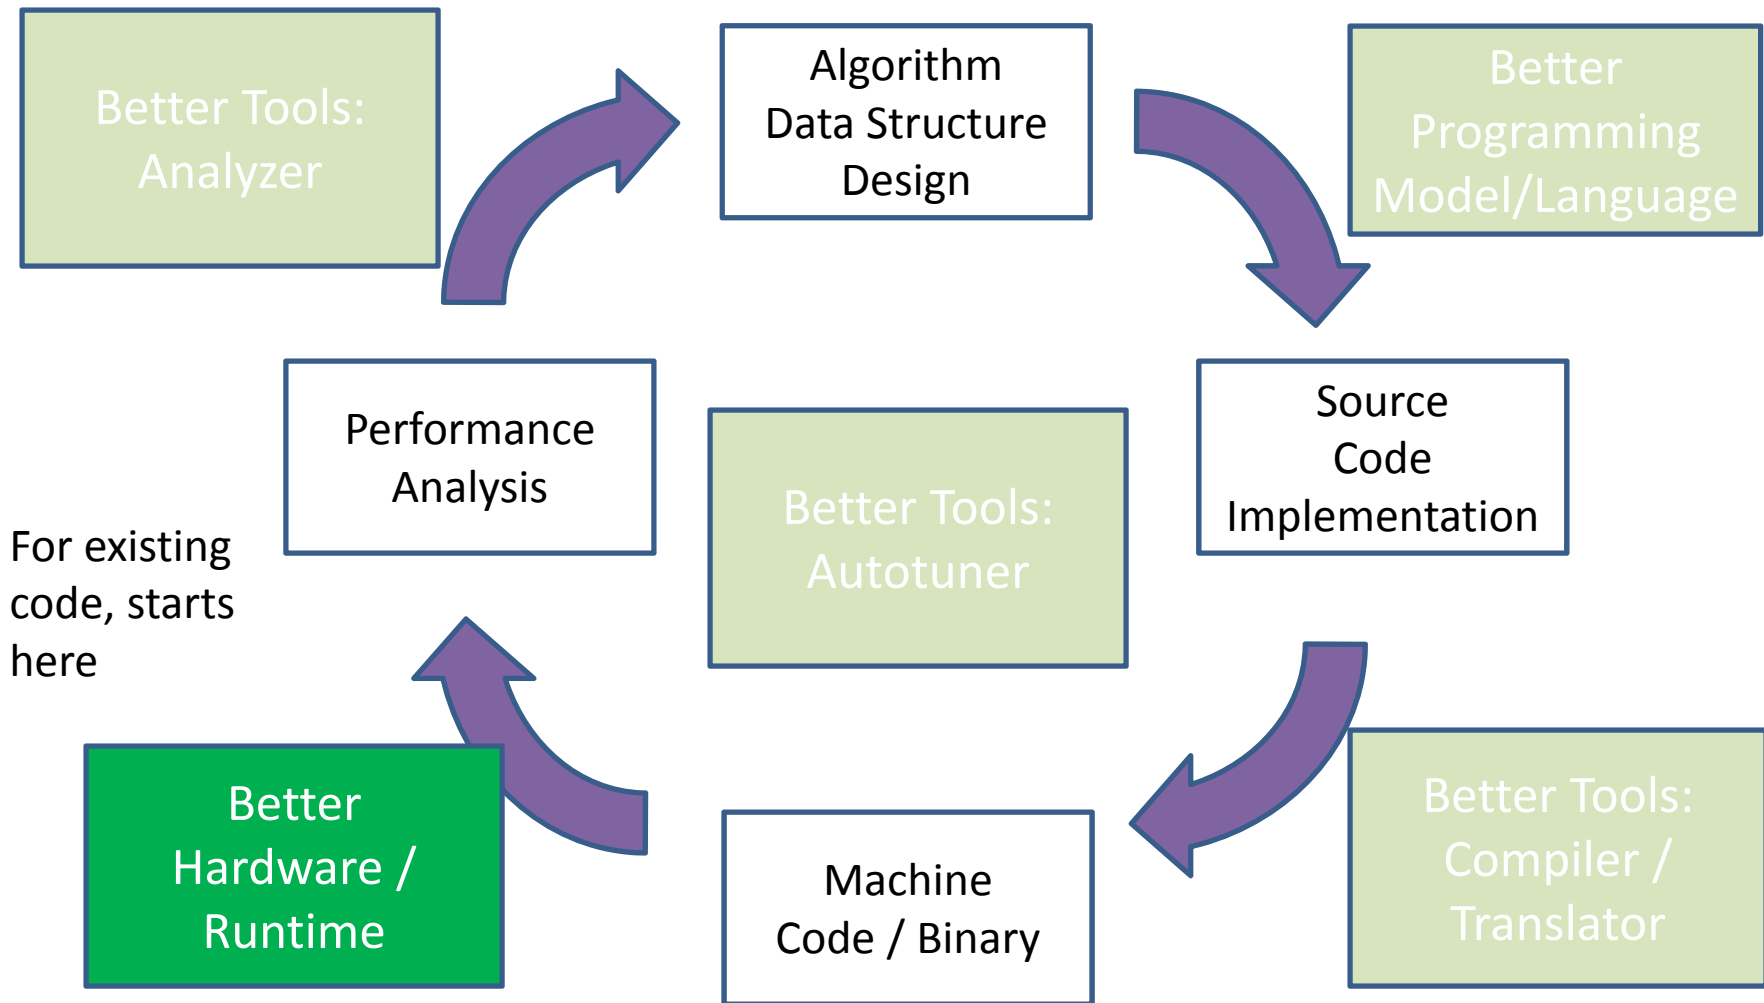 Better Tools:
Analyzer
Algorithm
Data Structure
Design
Better
Programming
Model/Language
Performance
Analysis
Better Tools:
Autotuner
Source
Code
Implementation
For existing
code, starts
here
Better
Hardware /
Runtime
Machine
Code / Binary
Better Tools:
Compiler /
Translator